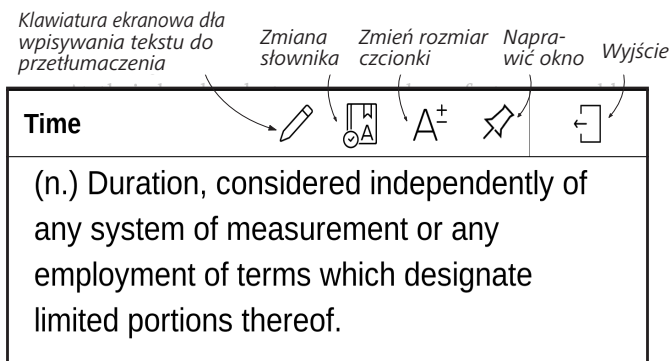 Klawiatura ekranowa dła
wpisywania tekstu do
przetłumaczenia
Zmiana
słownika
Zmień rozmiar
czcionki
Napra-
wić okno
Wyjście
Time
A
A±
(n.) Duration, considered independently of
any system of measurement or any
employment of terms which designate
limited portions thereof.